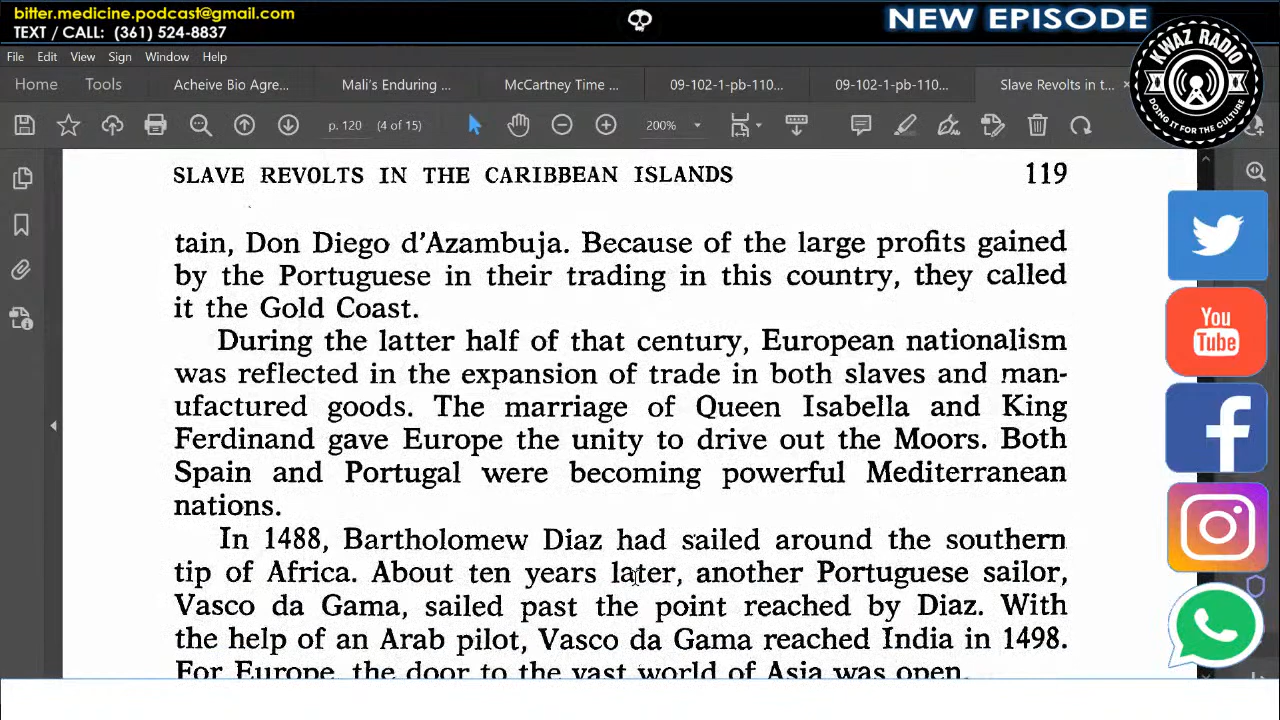 bitter.medicine.podcast@gmail.com
TEXT / CALL: (361) 524-8837
NEW EPISODE
KWAZ RADIO
DOING IT FOR THE CULTURE
File Edit View Sign Window Help
Home Tools Acheive Bio Agre... Mali's Enduring ... McCartney Time ... 09-102-1-pb-110... 09-102-1-pb-110... Slave Revolts in t... ×
p. 120 (4 of 15) 200%
SLAVE REVOLTS IN THE CARIBBEAN ISLANDS 119
tain, Don Diego d'Azambuja. Because of the large profits gained
by the Portuguese in their trading in this country, they called
it the Gold Coast.
During the latter half of that century, European nationalism
was reflected in the expansion of trade in both slaves and man-
ufactured goods. The marriage of Queen Isabella and King
Ferdinand gave Europe the unity to drive out the Moors. Both
Spain and Portugal were becoming powerful Mediterranean
nations.
In 1488, Bartholomew Diaz had sailed around the southern
tip of Africa. About ten years later, another Portuguese sailor,
Vasco da Gama, sailed past the point reached by Diaz. With
the help of an Arab pilot, Vasco da Gama reached India in 1498.
For Europe, the door to the vast world of Asia was open.
You
Tube